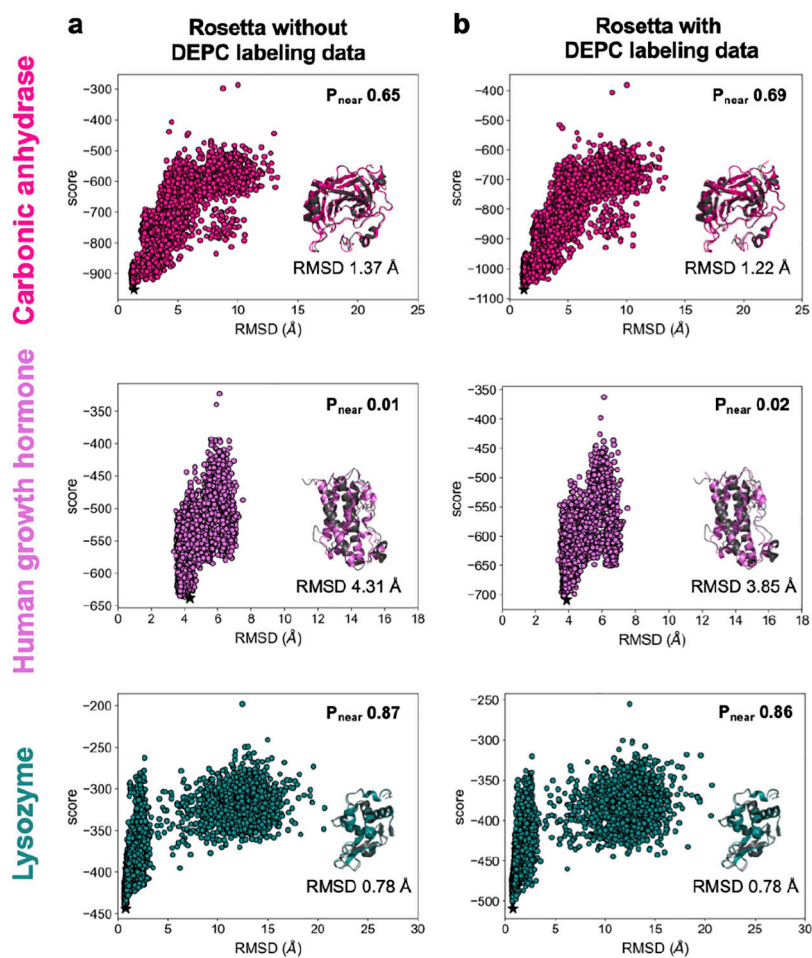 a
Rosetta without
DEPC labeling data
b
Rosetta with
DEPC labeling data
Carbonic anhydrase
score
−300
−400
−500
−600
−700
−800
−900
P near 0.65
RMSD 1.37 Å
0 5 10 15 20 25
RMSD (Å)
score
−400
−500
−600
−700
−800
−900
−1000
−1100
P near 0.69
RMSD 1.22 Å
0 5 10 15 20 25
RMSD (Å)
Human growth hormone
score
−350
−400
−450
−500
−550
−600
−650
P near 0.01
RMSD 4.31 Å
0 2 4 6 8 10 12 14 16 18
RMSD (Å)
score
−350
−400
−450
−500
−550
−600
−650
−700
P near 0.02
RMSD 3.85 Å
0 2 4 6 8 10 12 14 16 18
RMSD (Å)
Lysozyme
score
−200
−250
−300
−350
−400
−450
P near 0.87
RMSD 0.78 Å
0 5 10 15 20 25 30
RMSD (Å)
score
−250
−300
−350
−400
−450
−500
P near 0.86
RMSD 0.78 Å
0 5 10 15 20 25 30
RMSD (Å)